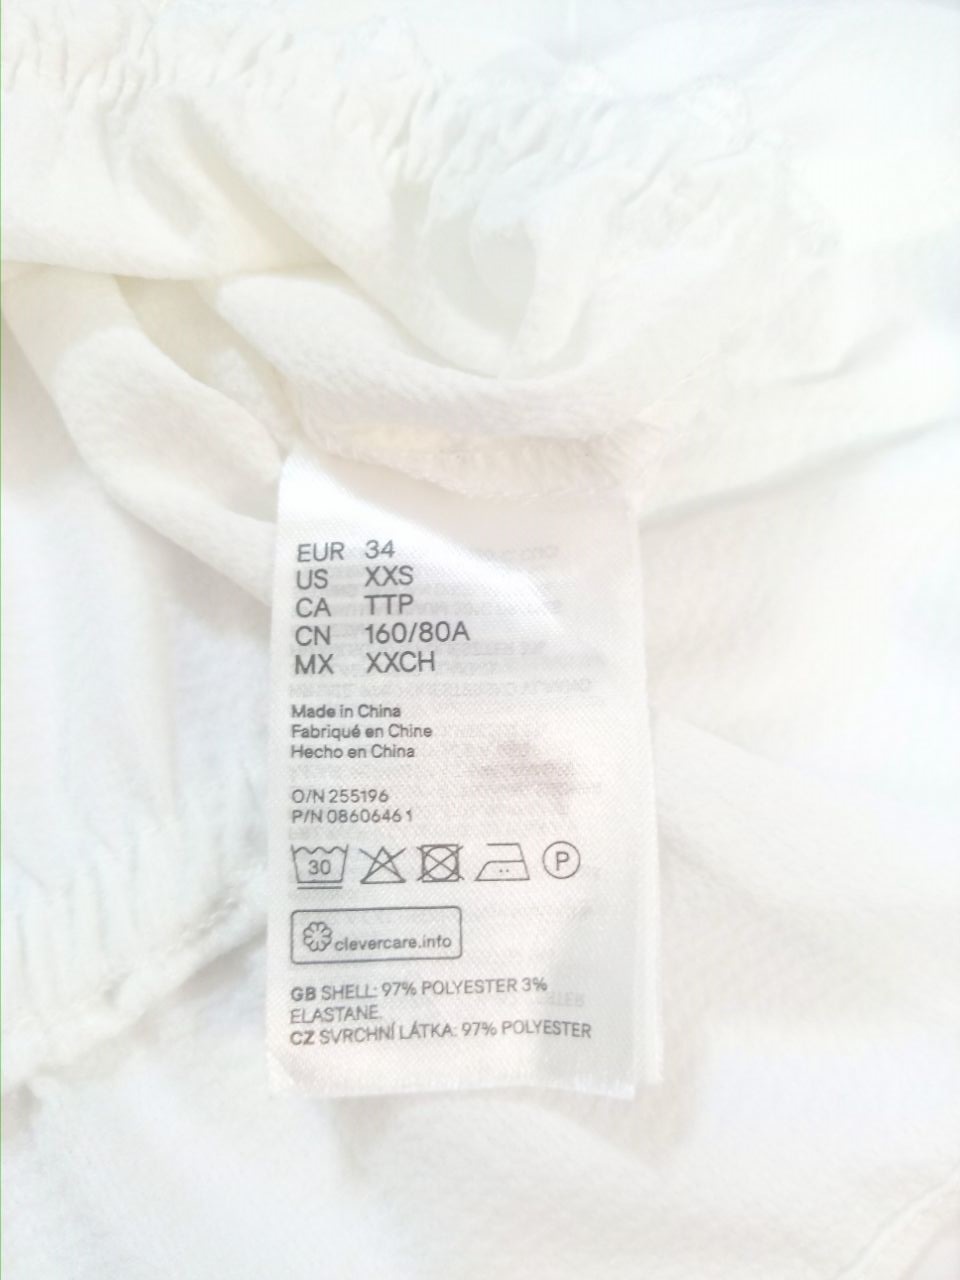 EUR 34
US XXS
CA TTP
CN 160/80A
MX XXCH
Made in China
Fabriqué en Chine
Hecho en China
O/N 255196
P/N 08606461
30
P
clevercare.info
GB SHELL: 97% POLYESTER 3%
ELASTANE.
CZ SVRCHNÍ LÁTKA: 97% POLYESTER